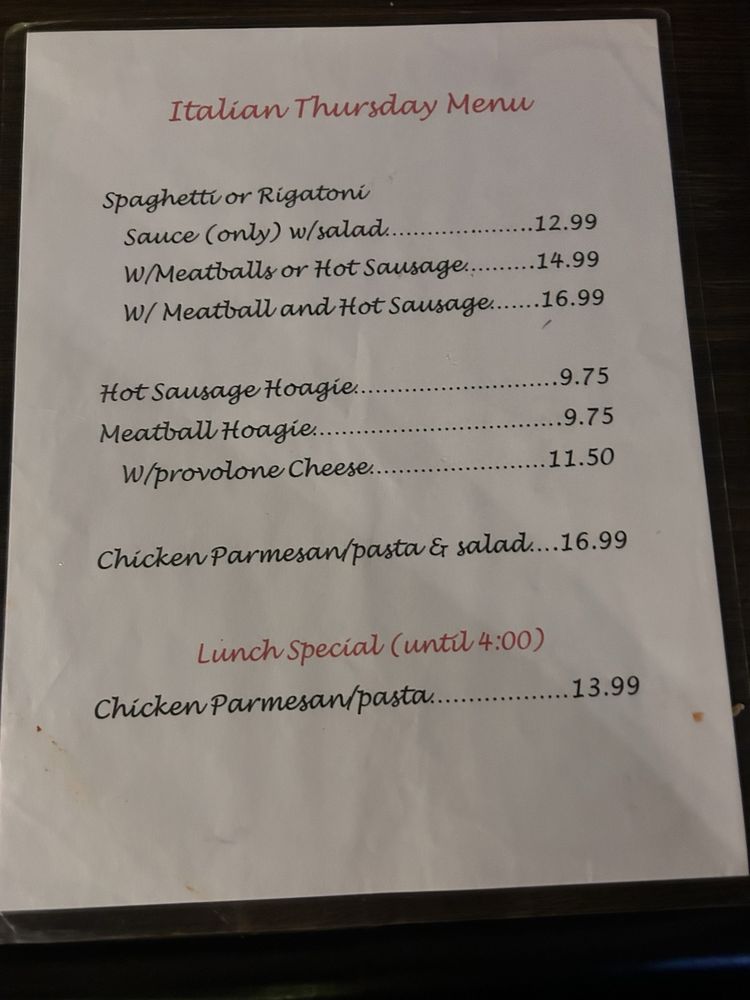 Italian Thursday Menu
Spaghetti or Rigatoni
Sauce (only) w/salad.....................12.99
W/Meatballs or Hot Sausage..........14.99
W/ Meatball and Hot Sausage.......16.99
Hot Sausage Hoagie.............................9.75
Meatball Hoagie...................................9.75
W/provolone Cheese.........................11.50
Chicken Parmesan/pasta & salad....16.99
Lunch Special (until 4:00)
Chicken Parmesan/pasta..................13.99